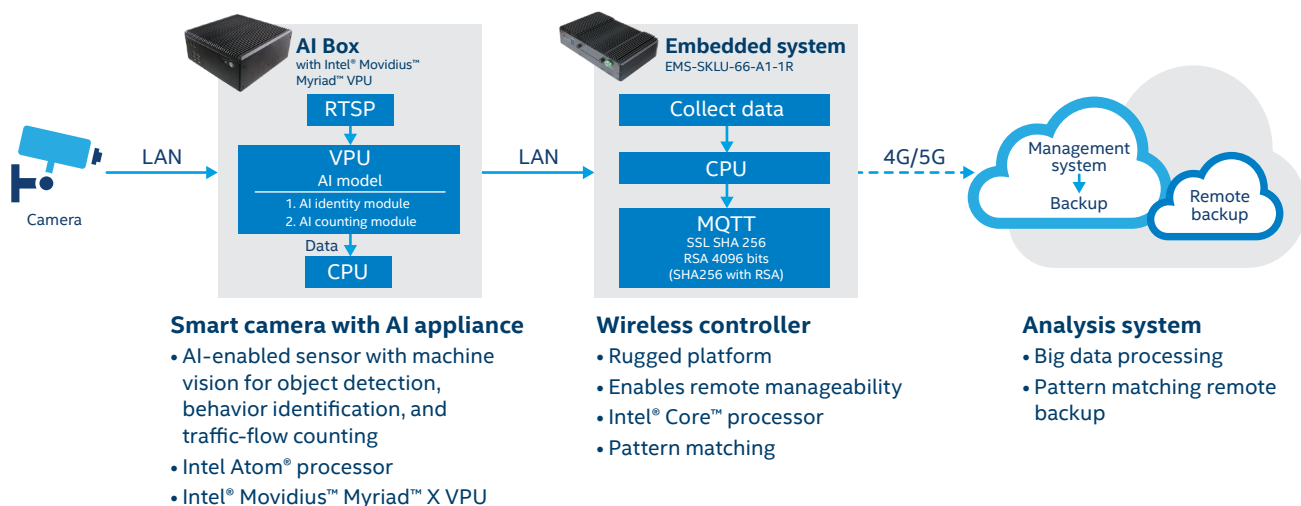 AI Box
with Intel® Movidius™
Myriad™ VPU
RTSP
VPU
AI model
1. AI identity module
2. AI counting module
Data
CPU
Camera
LAN
LAN
Embedded system
EMS-SKLU-66-A1-1R
Collect data
CPU
MQTT
SSL SHA 256
RSA 4096 bits
(SHA256 with RSA)
4G/5G
Management
system
Backup
Remote
backup
Smart camera with AI appliance
• AI-enabled sensor with machine
vision for object detection,
behavior identification, and
traffic-flow counting
• Intel Atom® processor
• Intel® Movidius™ Myriad™ X VPU
Wireless controller
• Rugged platform
• Enables remote manageability
• Intel® Core™ processor
• Pattern matching
Analysis system
• Big data processing
• Pattern matching remote
backup